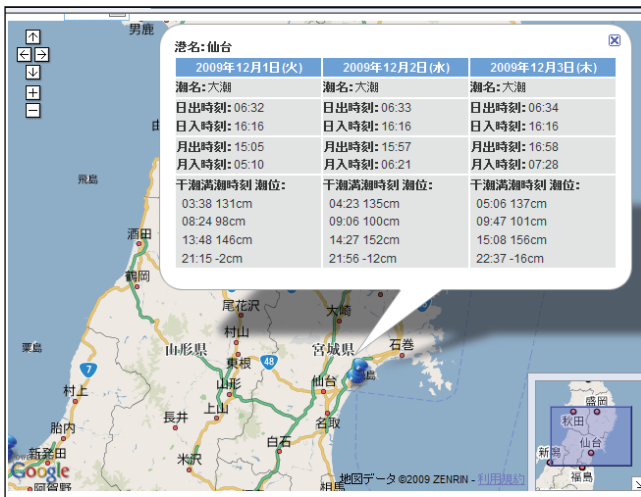 男鹿
港名:仙台
2009年12月1日(火) 2009年12月2日(水) 2009年12月3日(木)
潮名:大潮 潮名:大潮 潮名:大潮
日出時刻: 06:32 日出時刻: 06:33 日出時刻: 06:34
日入時刻: 16:16 日入時刻: 16:16 日入時刻: 16:16
月出時刻: 15:05 月出時刻: 15:57 月出時刻: 16:58
月入時刻: 05:10 月入時刻: 06:21 月入時刻: 07:28
干潮満潮時刻 潮位: 干潮満潮時刻 潮位: 干潮満潮時刻 潮位:
03:38 131cm 04:23 135cm 05:06 137cm
08:24 98cm 09:06 100cm 09:47 101cm
13:48 146cm 14:27 152cm 15:08 156cm
21:15 -2cm 21:56 -12cm 22:37 -16cm
飛島
酒田
鶴岡
尾花沢
大崎
粟島
村山
山形県
宮城県
石巻
東根
48
7
山形
仙台
島
村上
上山
長井
名取
盛岡
秋田
胎内
白石
仙台
新潟
新発田
米沢
福島
Google
阿賀野
相馬
地図データ ©2009 ZENRIN - 利用規約